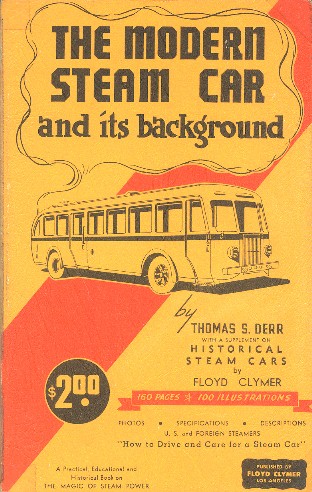 THE MODERN
STEAM CAR
and its background
by
THOMAS S. DERR
WITH A SUPPLEMENT ON
HISTORICAL
STEAM CARS
by
FLOYD CLYMER
$2.00
160 PAGES ☆ 100 ILLUSTRATIONS
PHOTOS • SPECIFICATIONS • DESCRIPTIONS
U. S. and FOREIGN STEAMERS
"How to Drive and Care for a Steam Car"
A Practical, Educational and
Historical Book on
THE MAGIC OF STEAM POWER
PUBLISHED BY
FLOYD CLYMER
LOS ANGELES